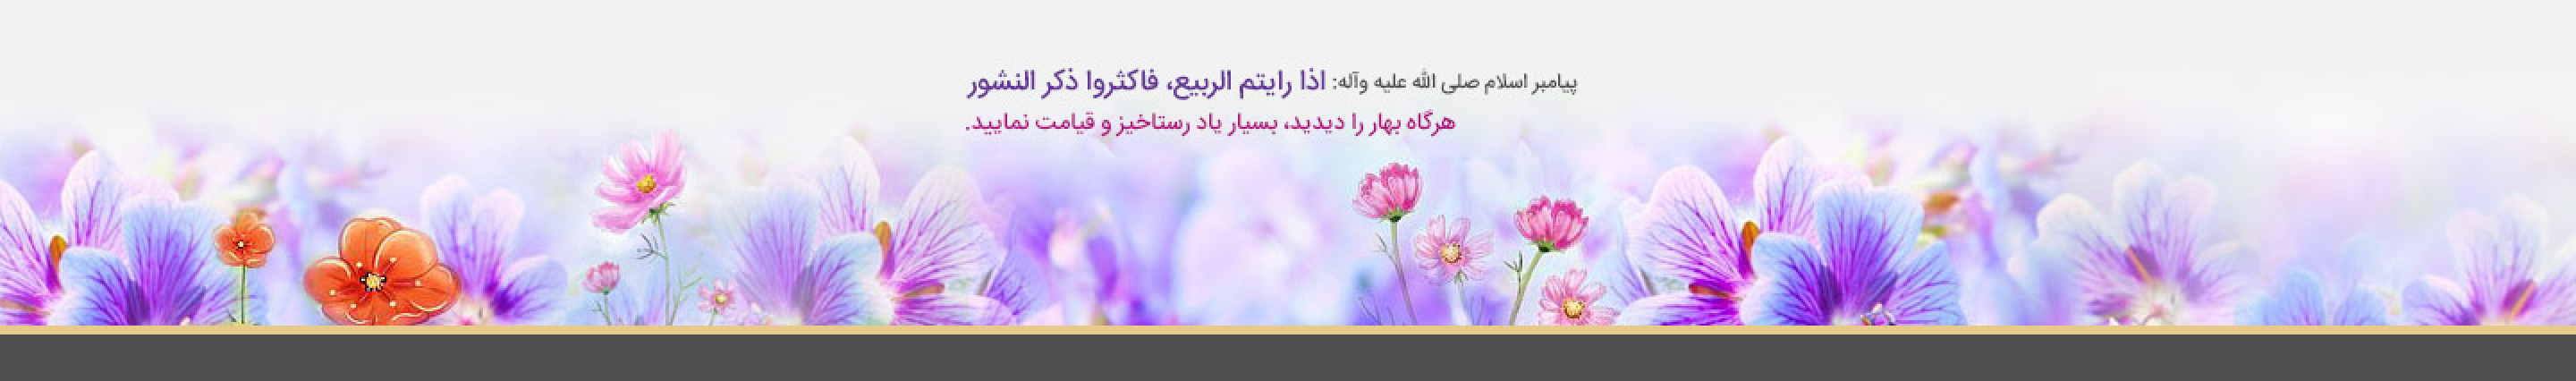 پیامبر اسلام صلی الله علیه وآله: اذا رایتم الربیع، فاکثروا ذکر النشور
هرگاه بهار را دیدید، بسیار یاد رستاخیز و قیامت نمایید.